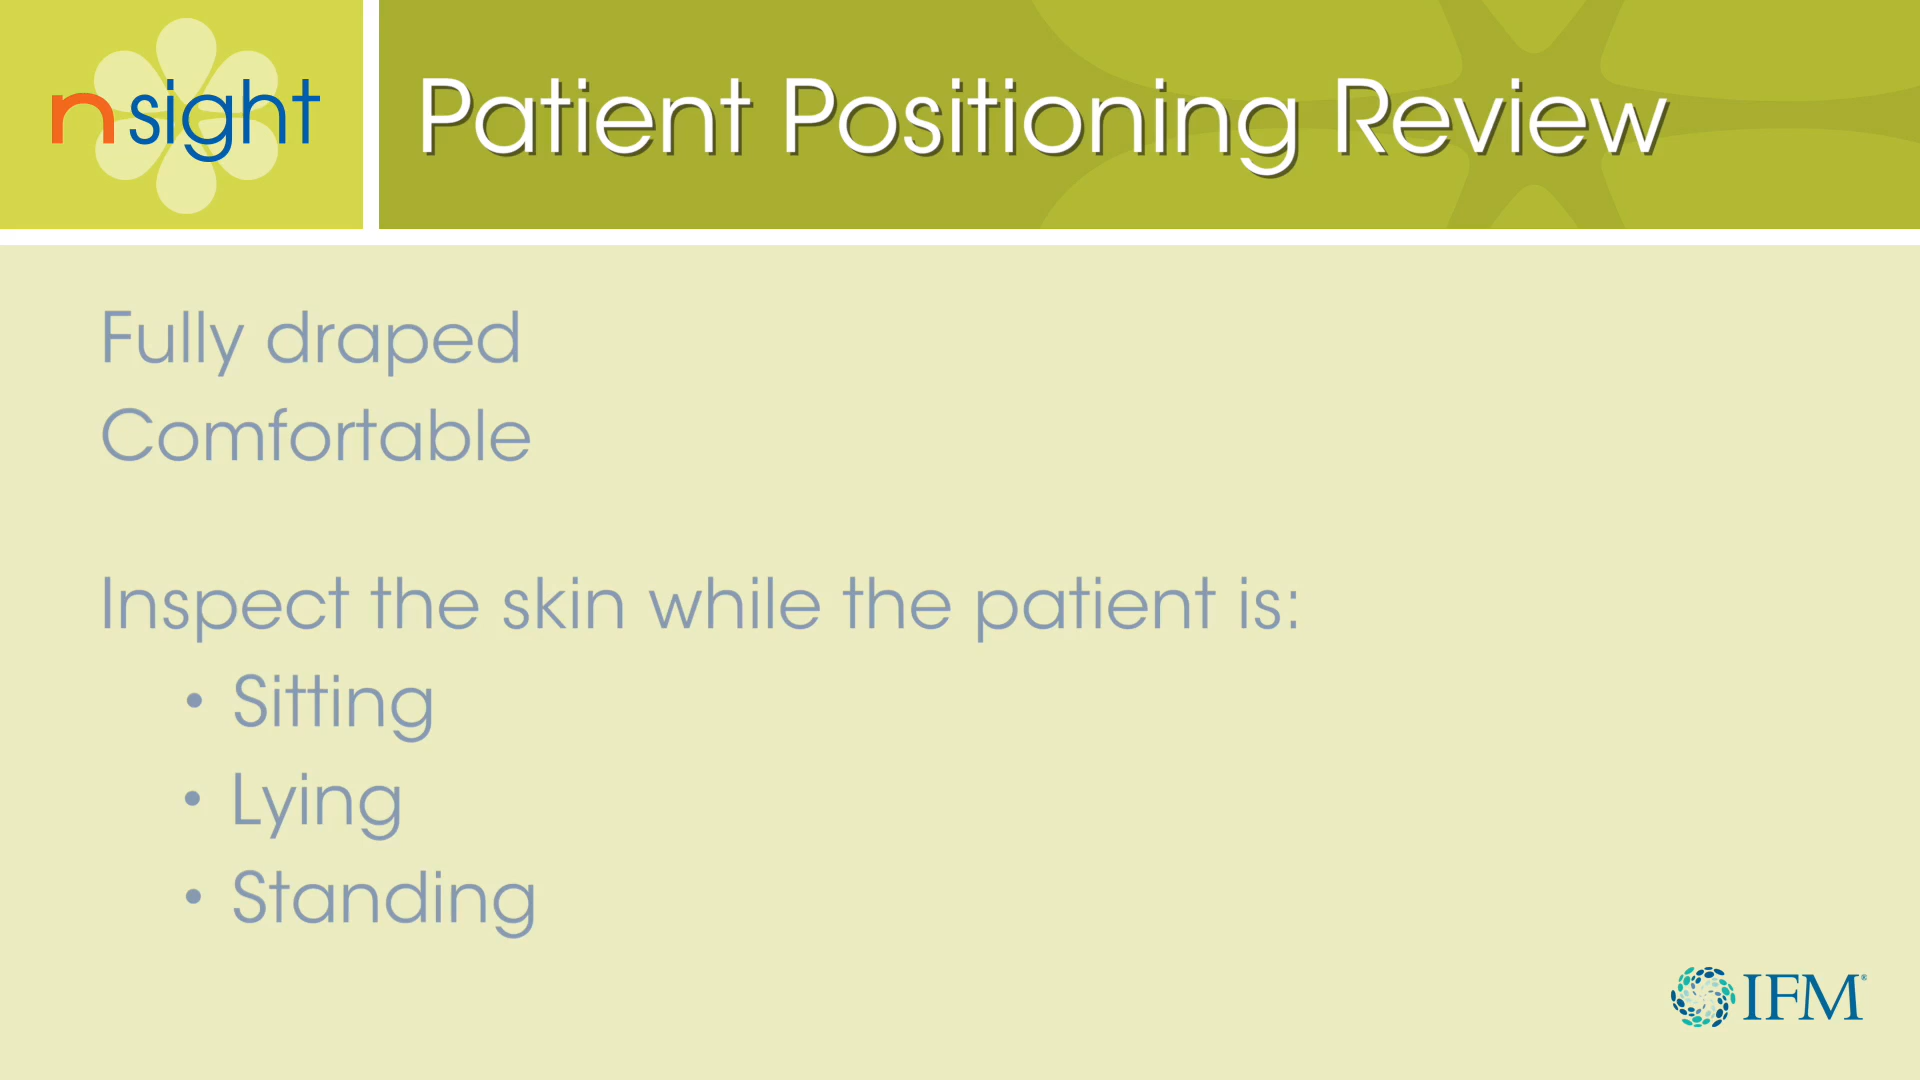 nsight
Patient Positioning Review
Fully draped
Comfortable
Inspect the skin while the patient is:
• Sitting
• Lying
• Standing
IFM®